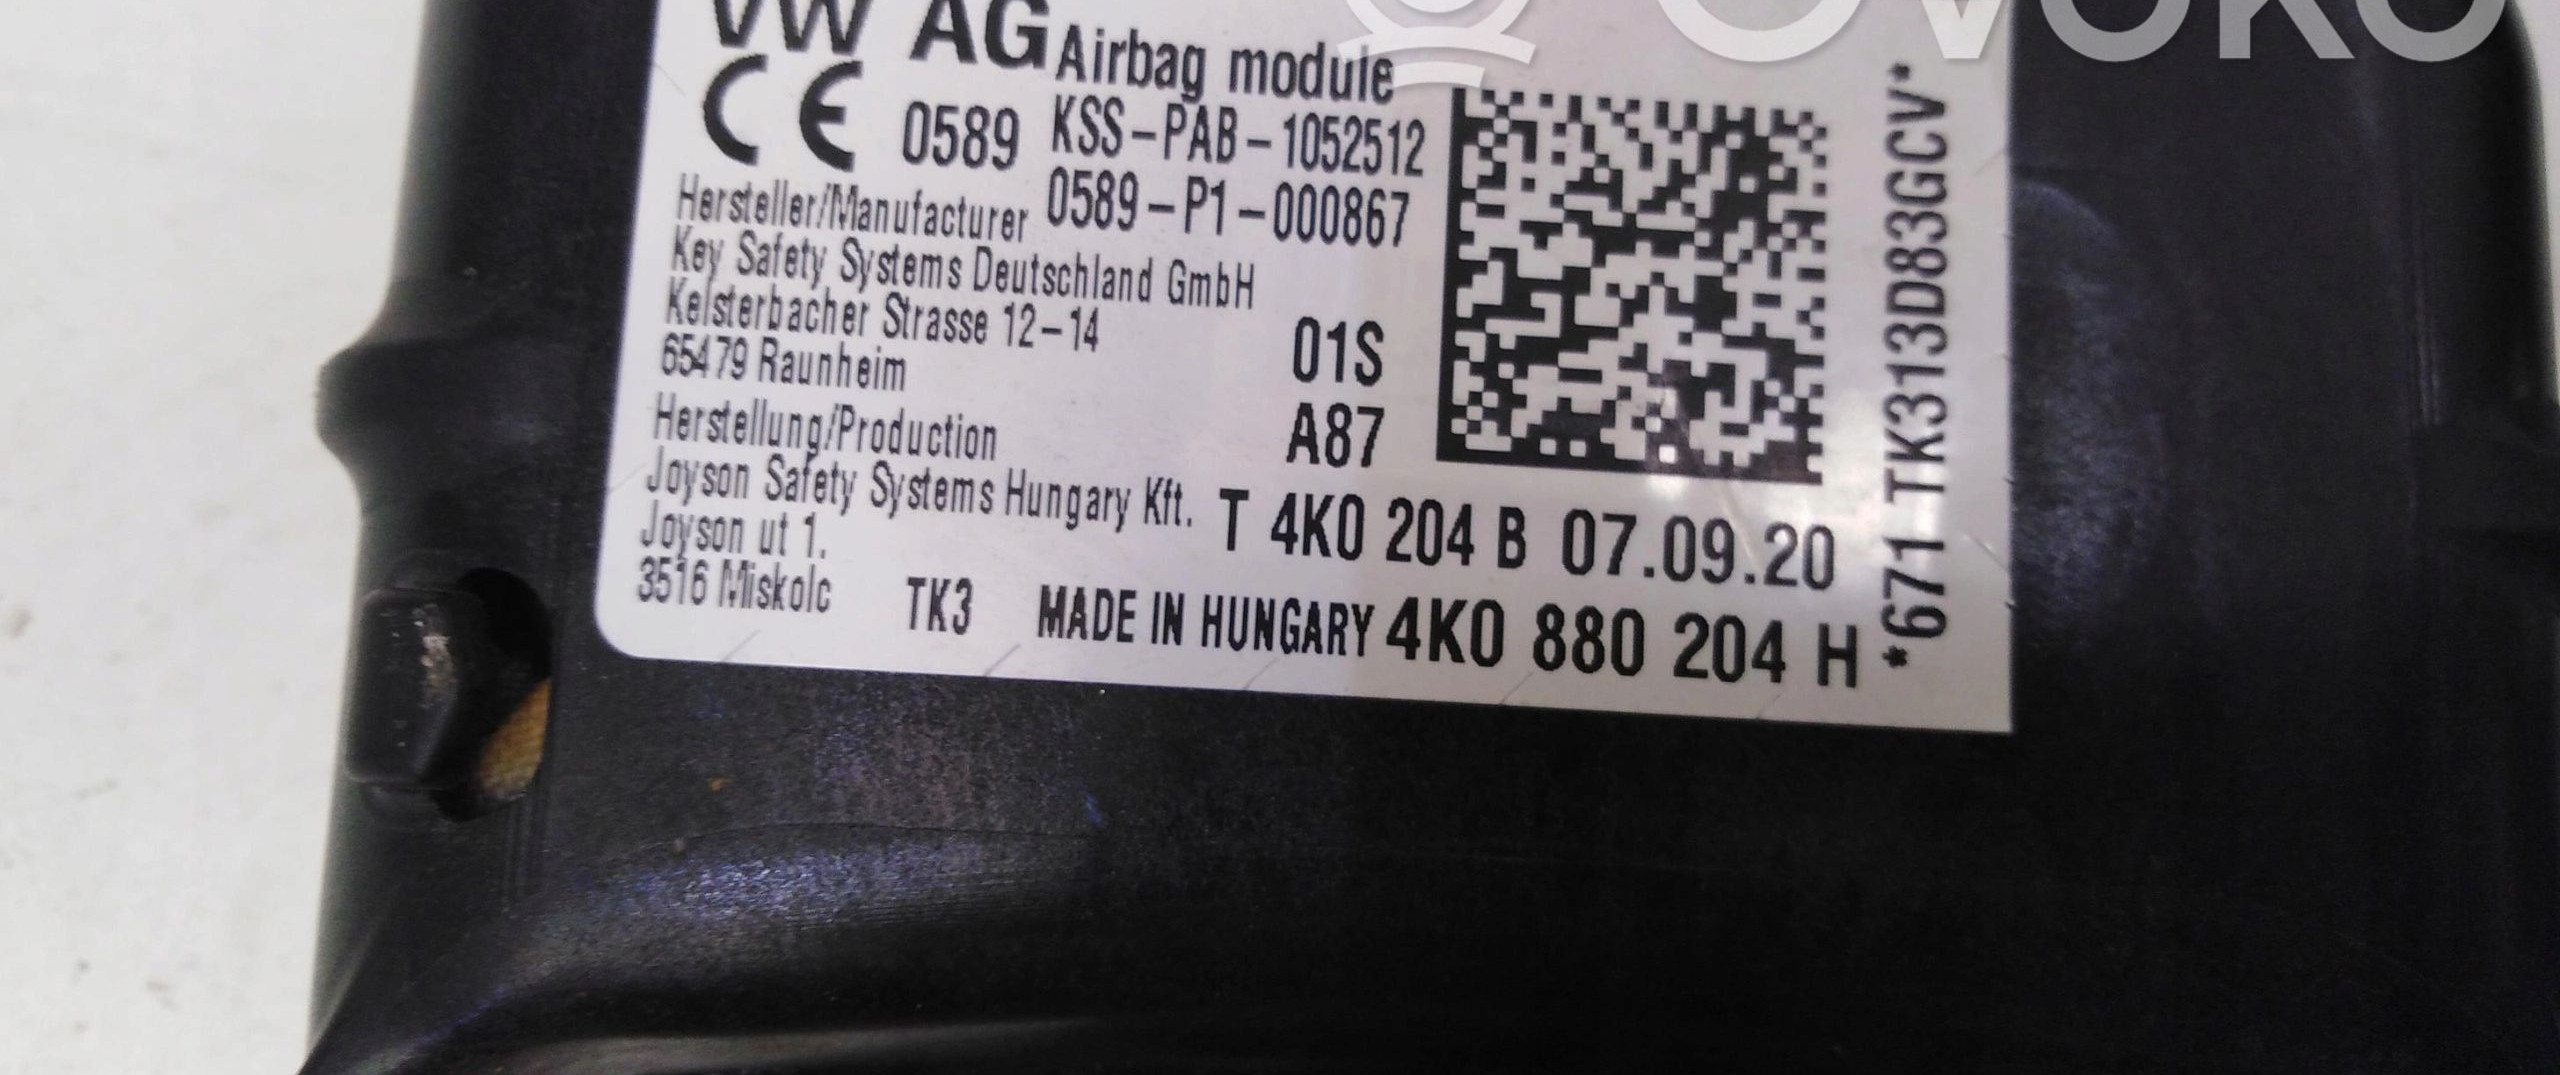 OVOKO
VW AG Airbag module
CE 0589 KSS-PAB-1052512
0589-P1-000867
Hersteller/Manufacturer
Key Safety Systems Deutschland GmbH
Kelsterbacher Strasse 12-14
65479 Raunheim
01S
Herstellung/Production
A87
Joyson Safety Systems Hungary Kft.
Joyson ut 1.
3516 Miskolc
T 4K0 204 B 07.09.20
TK3 MADE IN HUNGARY 4K0 880 204 H
*671 TK313D83GCV*